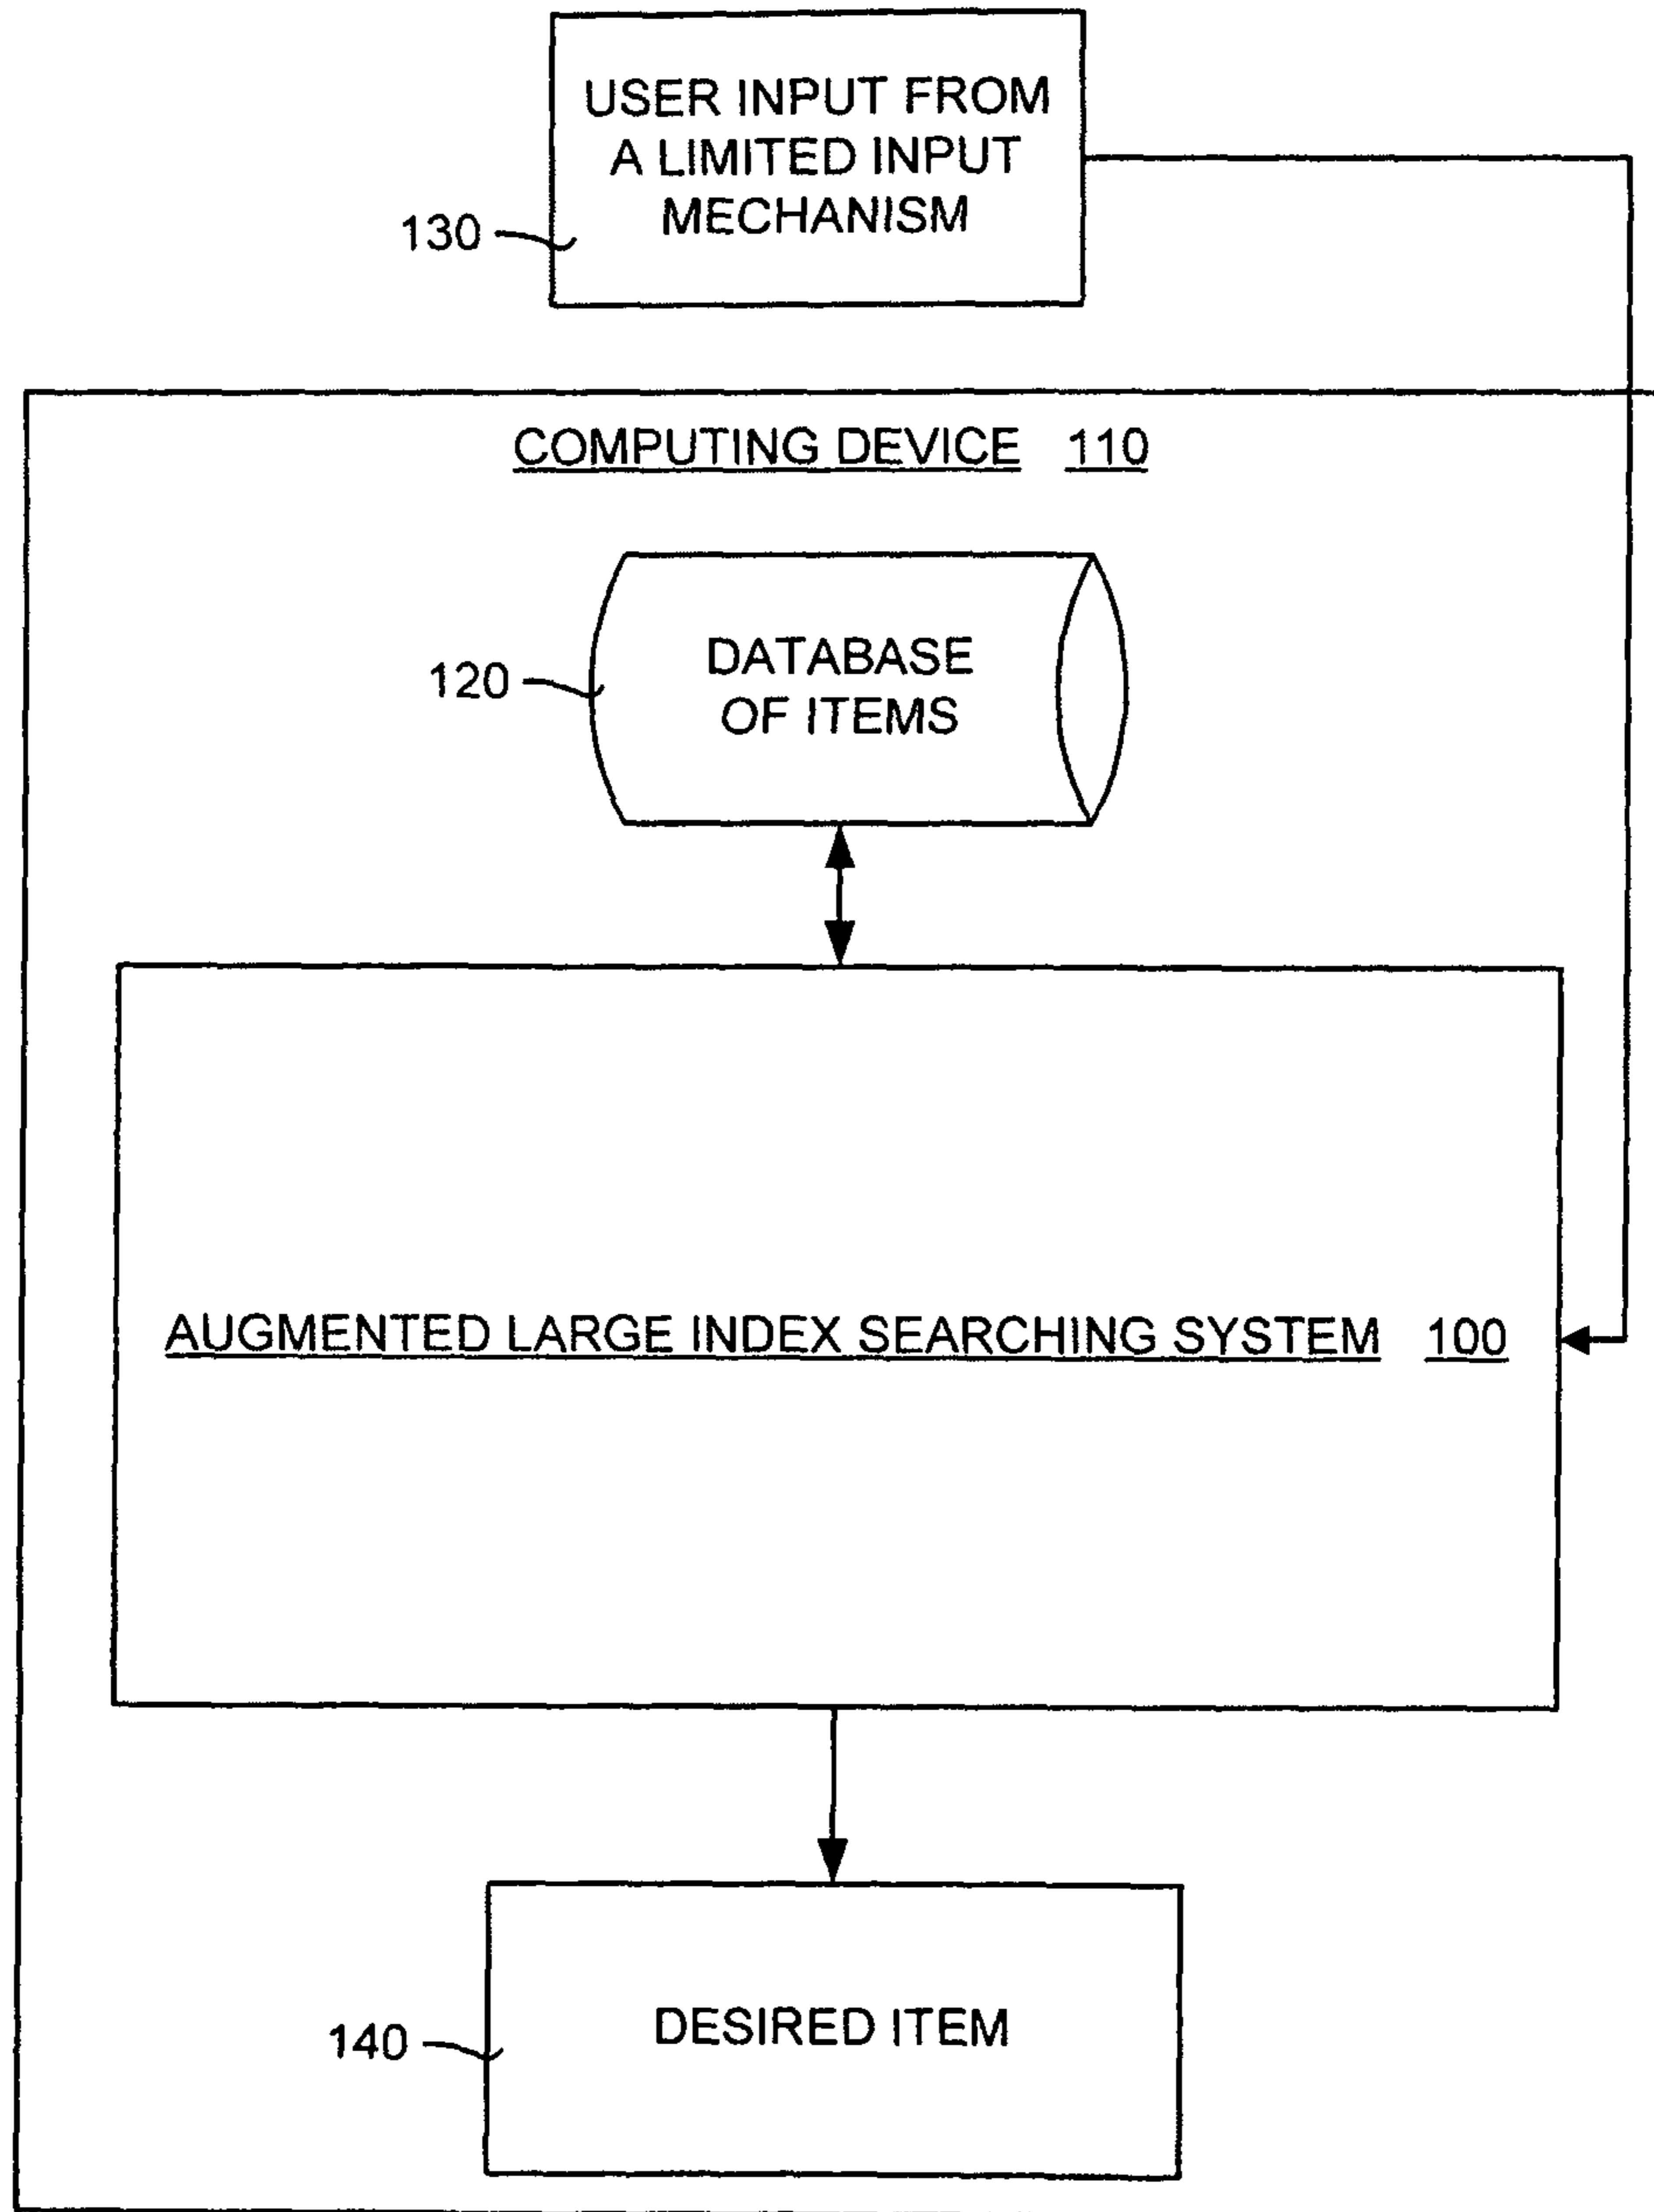 USER INPUT FROM
A LIMITED INPUT
MECHANISM
130
COMPUTING DEVICE 110
DATABASE
OF ITEMS
120
AUGMENTED LARGE INDEX SEARCHING SYSTEM 100
DESIRED ITEM
140